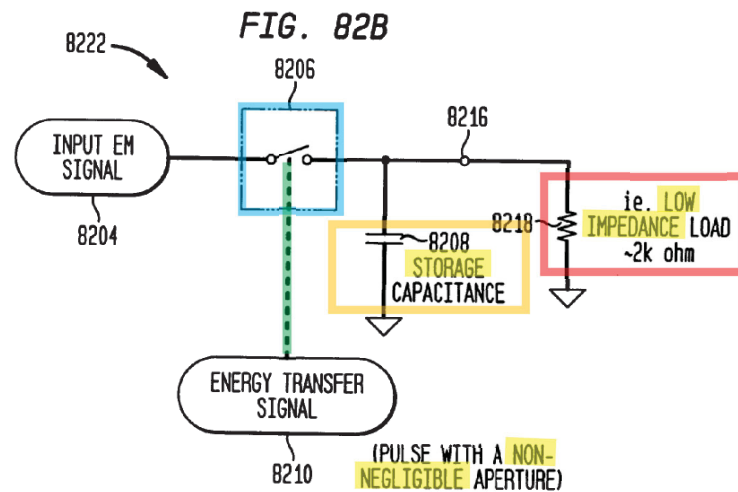 FIG. 82B
8222
8206
INPUT EM
SIGNAL
8204
8216
8218
ie. LOW
IMPEDANCE LOAD
~2k ohm
8208
STORAGE
CAPACITANCE
ENERGY TRANSFER
SIGNAL
8210
(PULSE WITH A NON-
NEGLIGIBLE APERTURE)